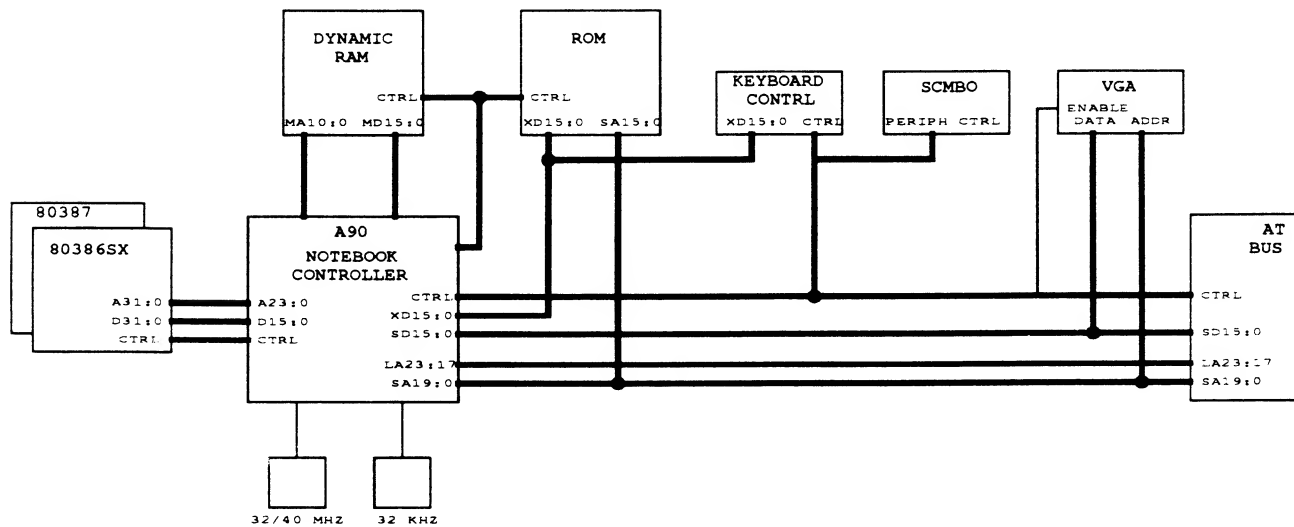 DYNAMIC
RAM
CTRL
MA10:0 MD15:0
ROM
CTRL
XD15:0 SA15:0
KEYBOARD
CONTRL
XD15:0 CTRL
SCMBO
PERIPH CTRL
VGA
ENABLE
DATA ADDR
80387
80386SX
A31:0
D31:0
CTRL
A90
NOTEBOOK
CONTROLLER
A23:0
D15:0
CTRL
CTRL
XD15:0
SD15:0
LA23:17
SA19:0
AT
BUS
CTRL
SD15:0
LA23:17
SA19:0
32/40 MHZ
32 KHZ